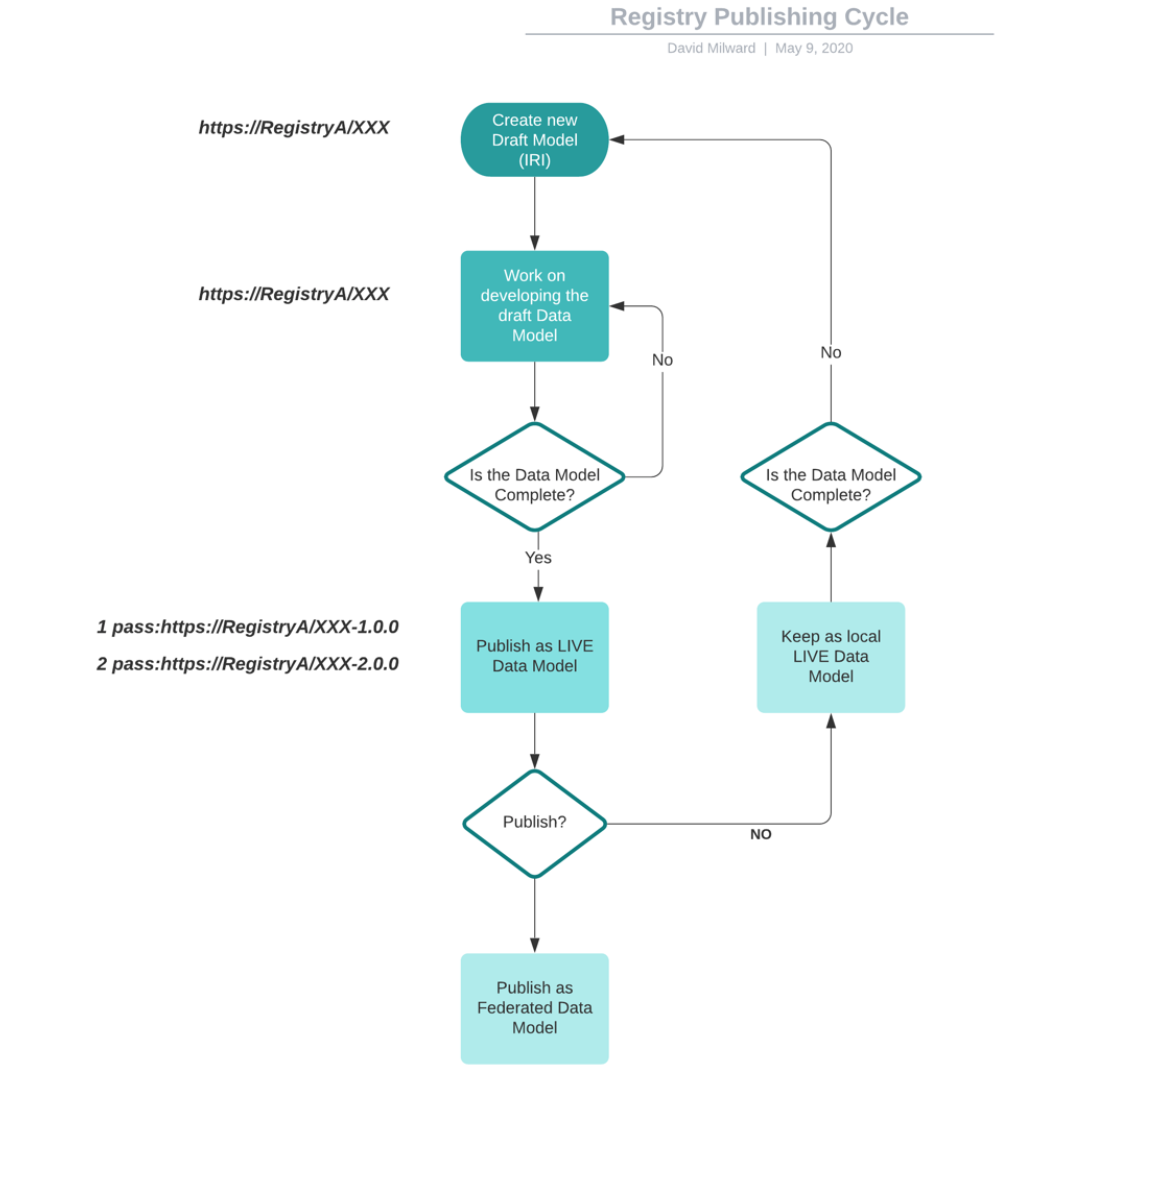 Registry Publishing Cycle
David Milward | May 9, 2020
https://RegistryA/XXX
Create new
Draft Model
(IRI)
https://RegistryA/XXX
Work on
developing the
draft Data
Model
No
No
Is the Data Model
Complete?
Is the Data Model
Complete?
Yes
1 pass:https://RegistryA/XXX-1.0.0
2 pass:https://RegistryA/XXX-2.0.0
Publish as LIVE
Data Model
Keep as local
LIVE Data
Model
Publish?
NO
Publish as
Federated Data
Model